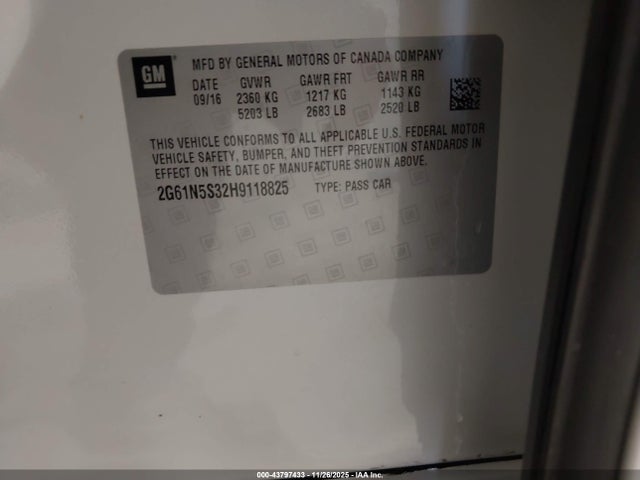 GM
MFD BY GENERAL MOTORS OF CANADA COMPANY
DATE GVWR GAWR FRT GAWR RR
09/16 2360 KG 1217 KG 1143 KG
5203 LB 2683 LB 2520 LB
THIS VEHICLE CONFORMS TO ALL APPLICABLE U.S. FEDERAL MOTOR
VEHICLE SAFETY, BUMPER, AND THEFT PREVENTION STANDARDS IN
EFFECT ON THE DATE OF MANUFACTURE SHOWN ABOVE.
2G61N5S32H9118825 TYPE: PASS CAR
000-43797433 - 11/26/2025 - IAA Inc.